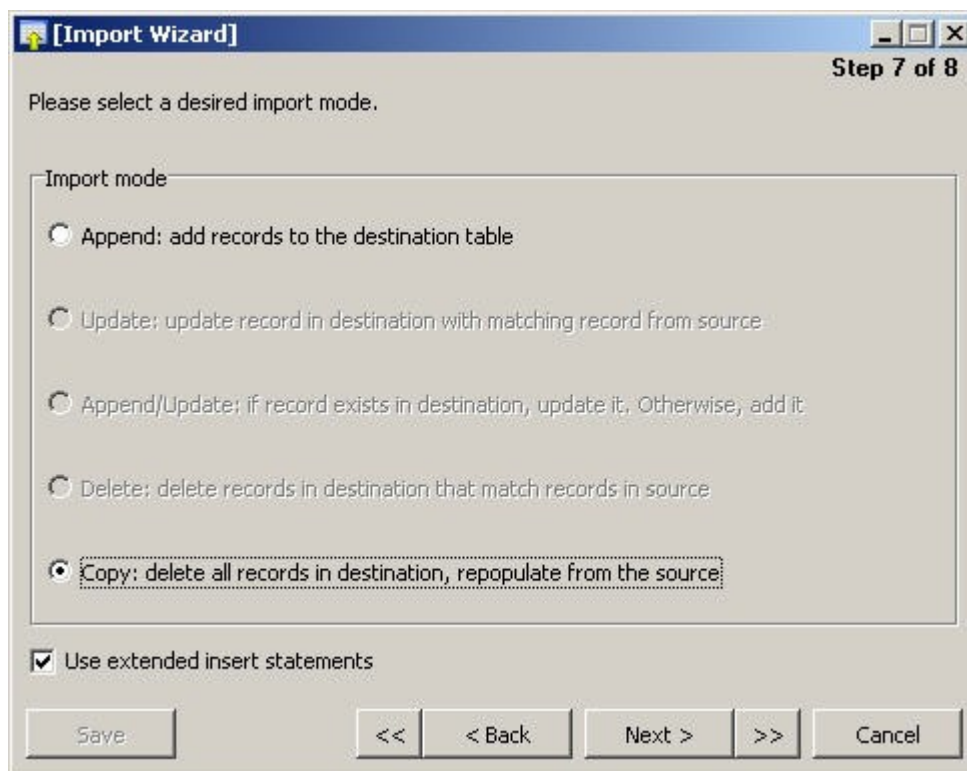 [Import Wizard]
Step 7 of 8
Please select a desired import mode.
Import mode
Append: add records to the destination table
Update: update record in destination with matching record from source
Append/Update: if record exists in destination, update it. Otherwise, add it
Delete: delete records in destination that match records in source
Copy: delete all records in destination, repopulate from the source
Use extended insert statements
Save << < Back Next > >> Cancel